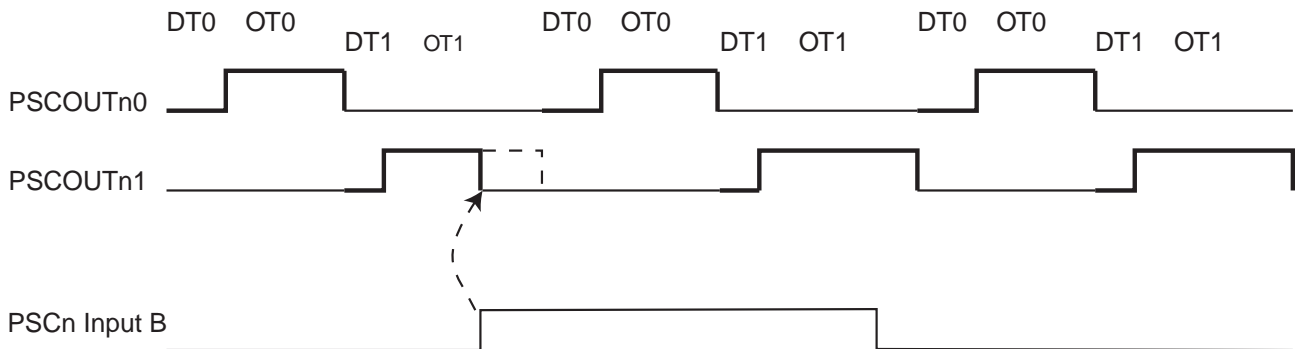 DT0 OT0 DT0 OT0 DT0 OT0
DT1 OT1 DT1 OT1 DT1 OT1
PSCOUTn0
PSCOUTn1
PSCn Input B